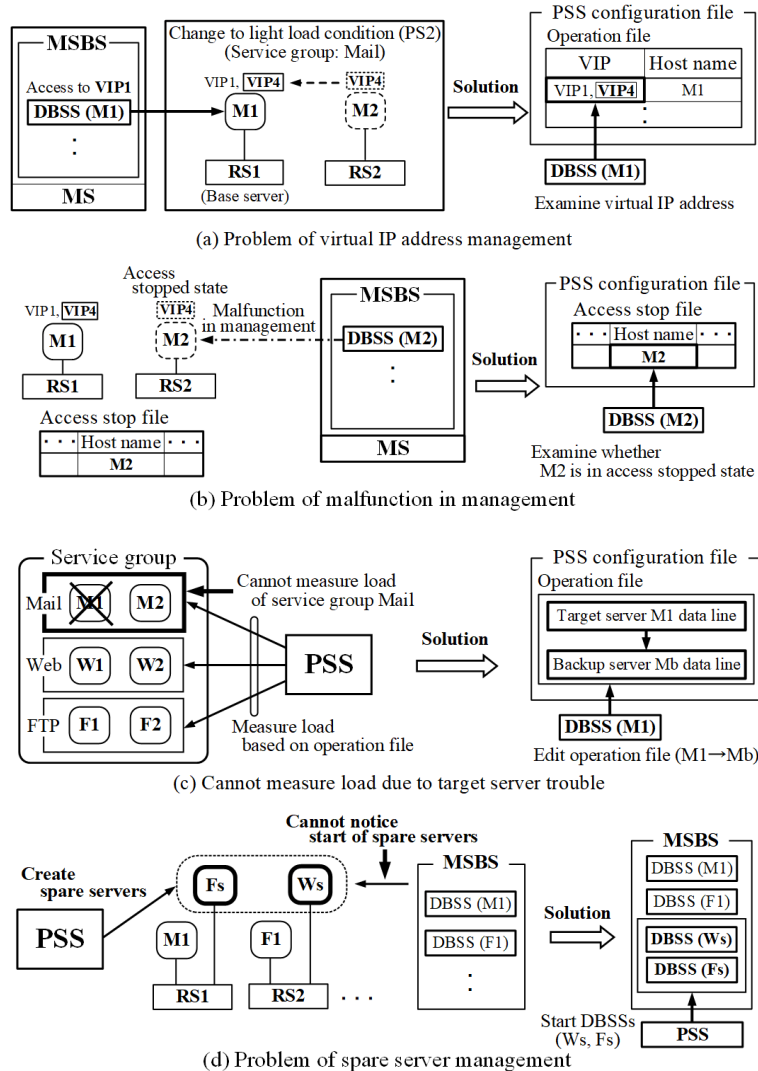 MSBS
Access to VIP1
DBSS (M1)
MS
Change to light load condition (PS2)
(Service group: Mail)
VIP1, VIP4
VIP4
M1
M2
RS1
RS2
(Base server)
Solution
PSS configuration file
Operation file
VIP Host name
VIP1, VIP4 M1
DBSS (M1)
Examine virtual IP address
(a) Problem of virtual IP address management
Access
stopped state
VIP1, VIP4
VIP4
M1
M2
RS1
RS2
Malfunction
in management
Access stop file
· · · Host name · · ·
M2
MSBS
DBSS (M2)
MS
Solution
PSS configuration file
Access stop file
· · · Host name · · ·
M2
DBSS (M2)
Examine whether
M2 is in access stopped state
(b) Problem of malfunction in management
Service group
Mail M1 M2
Web W1 W2
FTP F1 F2
Cannot measure load
of service group Mail
PSS
Measure load
based on operation file
Solution
PSS configuration file
Operation file
Target server M1 data line
Backup server Mb data line
DBSS (M1)
Edit operation file (M1→Mb)
(c) Cannot measure load due to target server trouble
Cannot notice
start of spare servers
Create
spare servers
PSS
Fs
Ws
M1
F1
RS1
RS2
· · ·
MSBS
DBSS (M1)
DBSS (F1)
Solution
MSBS
DBSS (M1)
DBSS (F1)
DBSS (Ws)
DBSS (Fs)
Start DBSSs
(Ws, Fs)
PSS
(d) Problem of spare server management